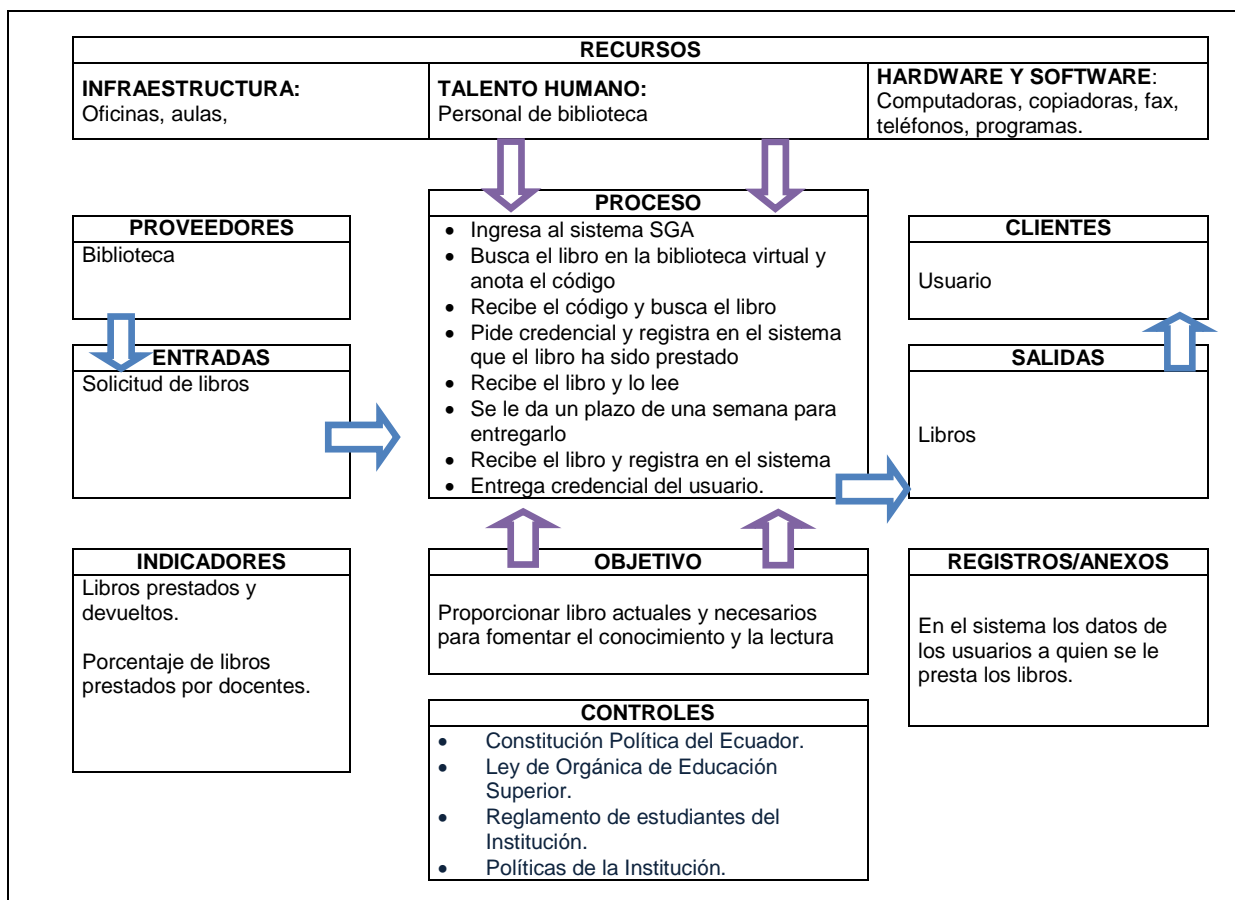 RECURSOS
INFRAESTRUCTURA:
Oficinas, aulas,
TALENTO HUMANO:
Personal de biblioteca
HARDWARE Y SOFTWARE:
Computadoras, copiadoras, fax,
teléfonos, programas.
PROVEEDORES
Biblioteca
ENTRADAS
Solicitud de libros
PROCESO
• Ingresa al sistema SGA
• Busca el libro en la biblioteca virtual y
anota el código
• Recibe el código y busca el libro
• Pide credencial y registra en el sistema
que el libro ha sido prestado
• Recibe el libro y lo lee
• Se le da un plazo de una semana para
entregarlo
• Recibe el libro y registra en el sistema
• Entrega credencial del usuario.
CLIENTES
Usuario
SALIDAS
Libros
INDICADORES
Libros prestados y
devueltos.
Porcentaje de libros
prestados por docentes.
OBJETIVO
Proporcionar libro actuales y necesarios
para fomentar el conocimiento y la lectura
REGISTROS/ANEXOS
En el sistema los datos de
los usuarios a quien se le
presta los libros.
CONTROLES
• Constitución Política del Ecuador.
• Ley de Orgánica de Educación
Superior.
• Reglamento de estudiantes del
Institución.
• Políticas de la Institución.